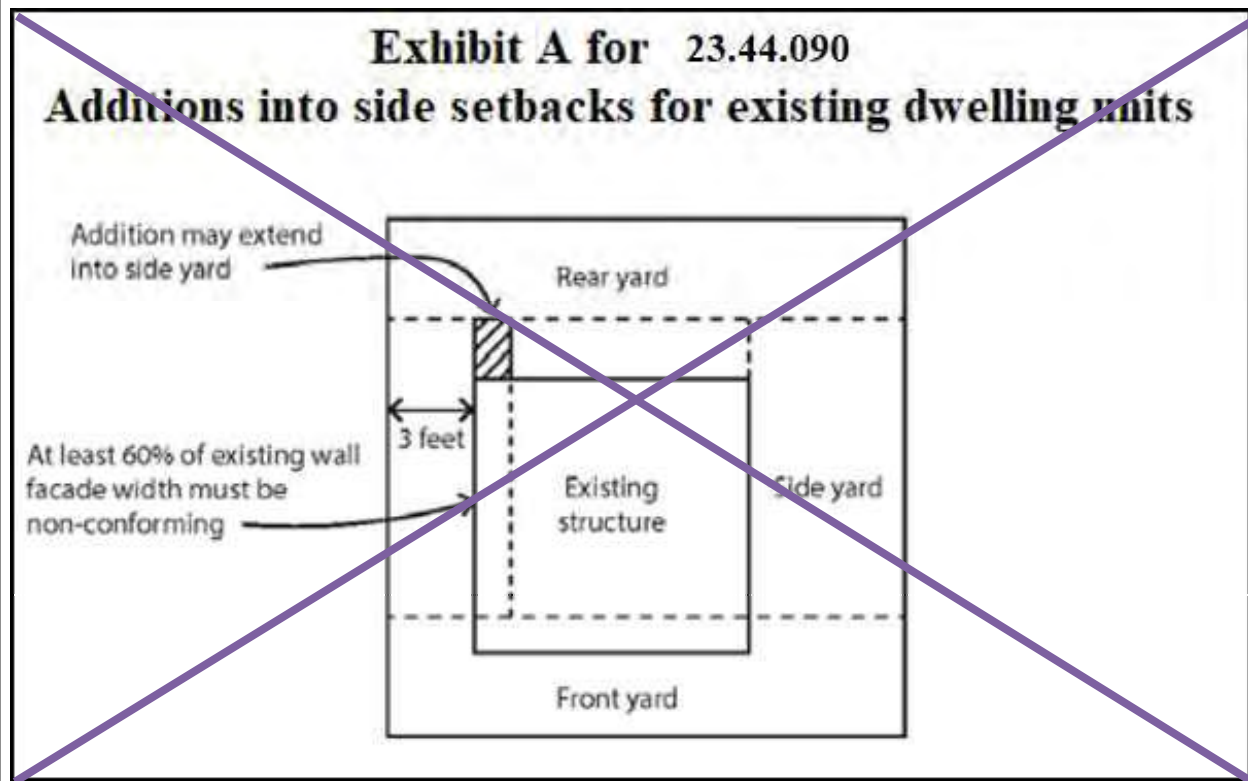 Exhibit A for 23.44.090
Additions into side setbacks for existing dwelling units
Addition may extend
into side yard
Rear yard
3 feet
At least 60% of existing wall
facade width must be
non-conforming
Existing
structure
Side yard
Front yard